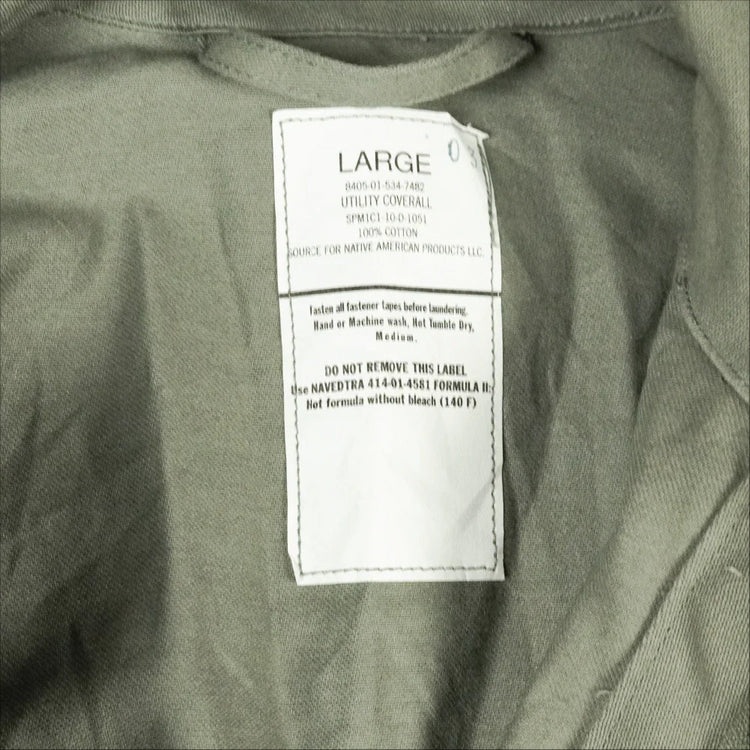 LARGE
8405-01-534-7482
UTILITY COVERALL
SPM1C1-10-D-1051
100% COTTON
SOURCE FOR NATIVE AMERICAN PRODUCTS LLC.
Fasten all fastener tapes before laundering.
Hand or Machine wash, Hot Tumble Dry,
Medium.
DO NOT REMOVE THIS LABEL
Use NAVEDTRA 414-01-4581 FORMULA II:
Hot formula without bleach (140 F)